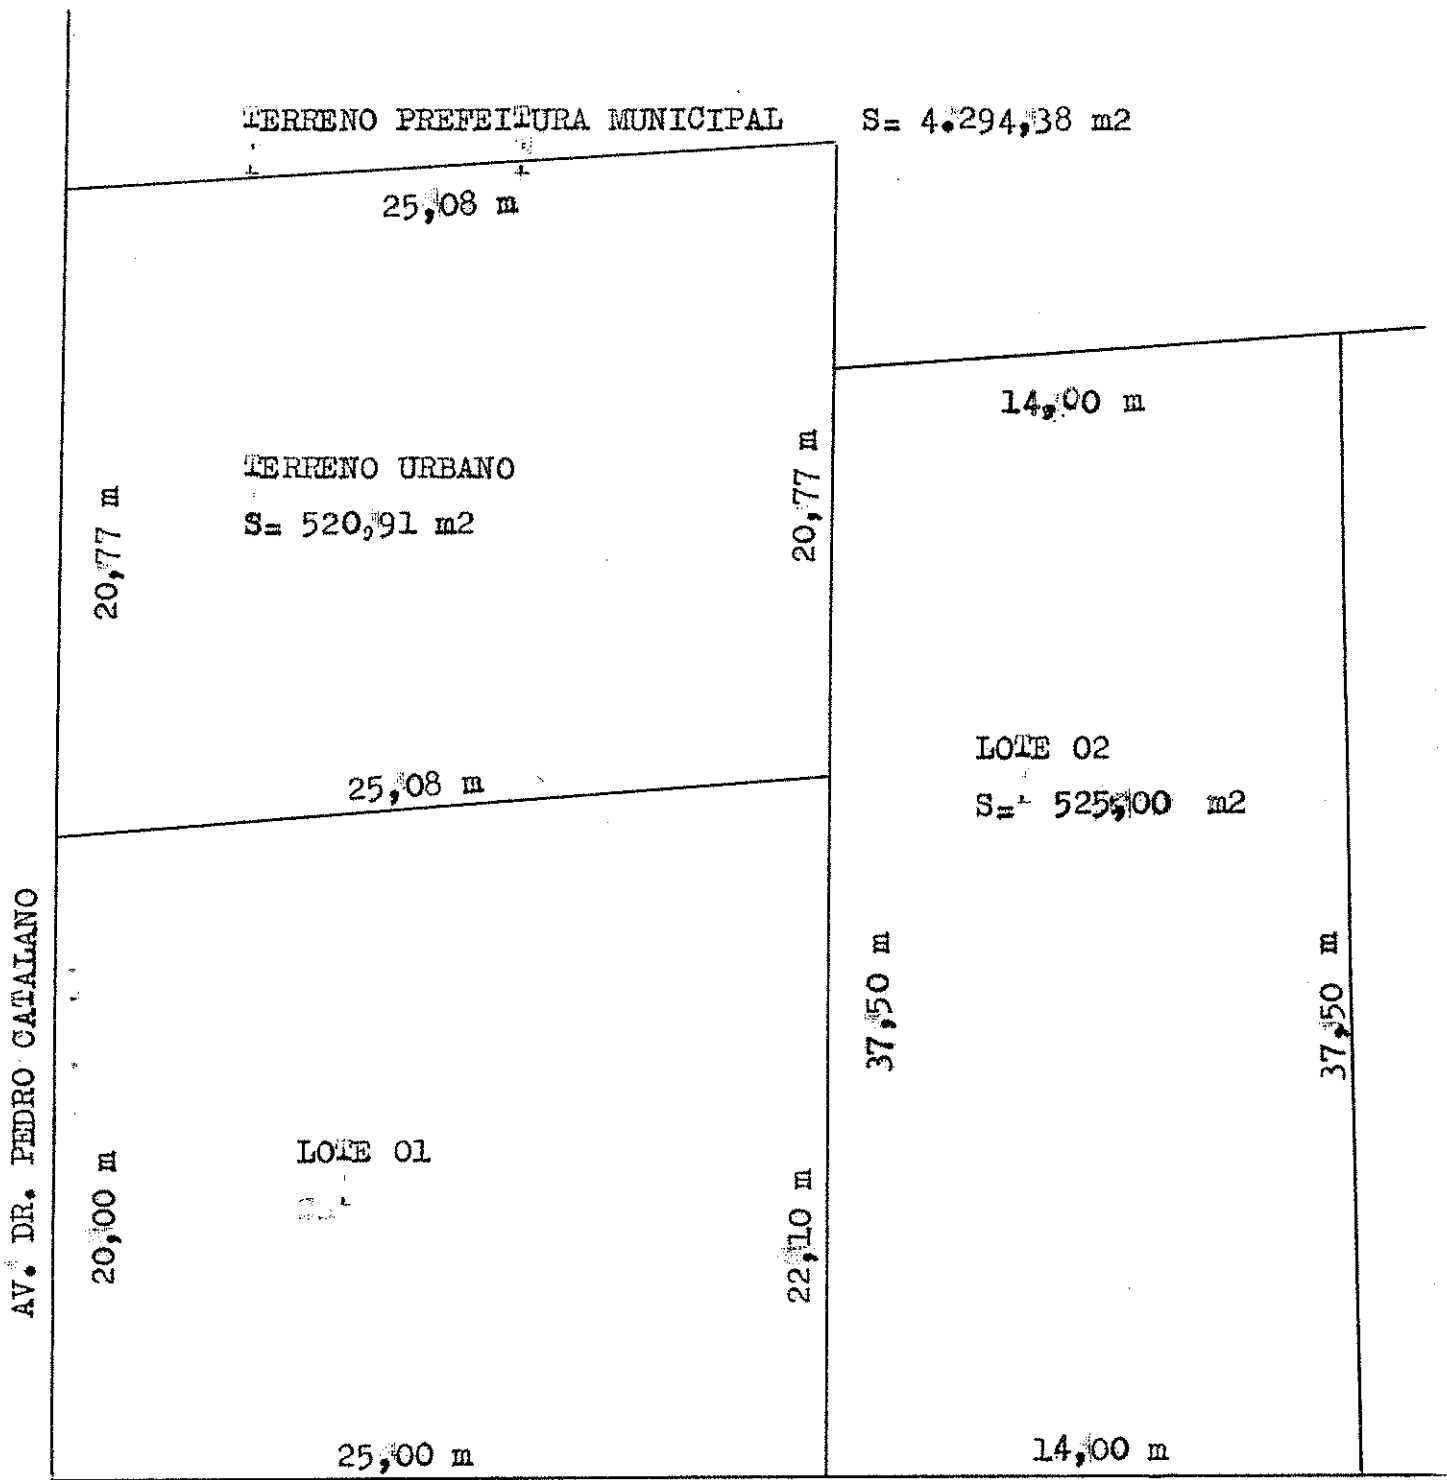 TERRENO PREFEITURA MUNICIPAL S= 4.294,38 m2
25,08 m
14,00 m
TERRENO URBANO
S= 520,91 m2
20,77 m
20,77 m
LOTE 02
S= 525,00 m2
25,08 m
AV. DR. PEDRO CATALANO
37,50 m
37,50 m
LOTE 01
20,00 m
22,10 m
25,00 m
14,00 m